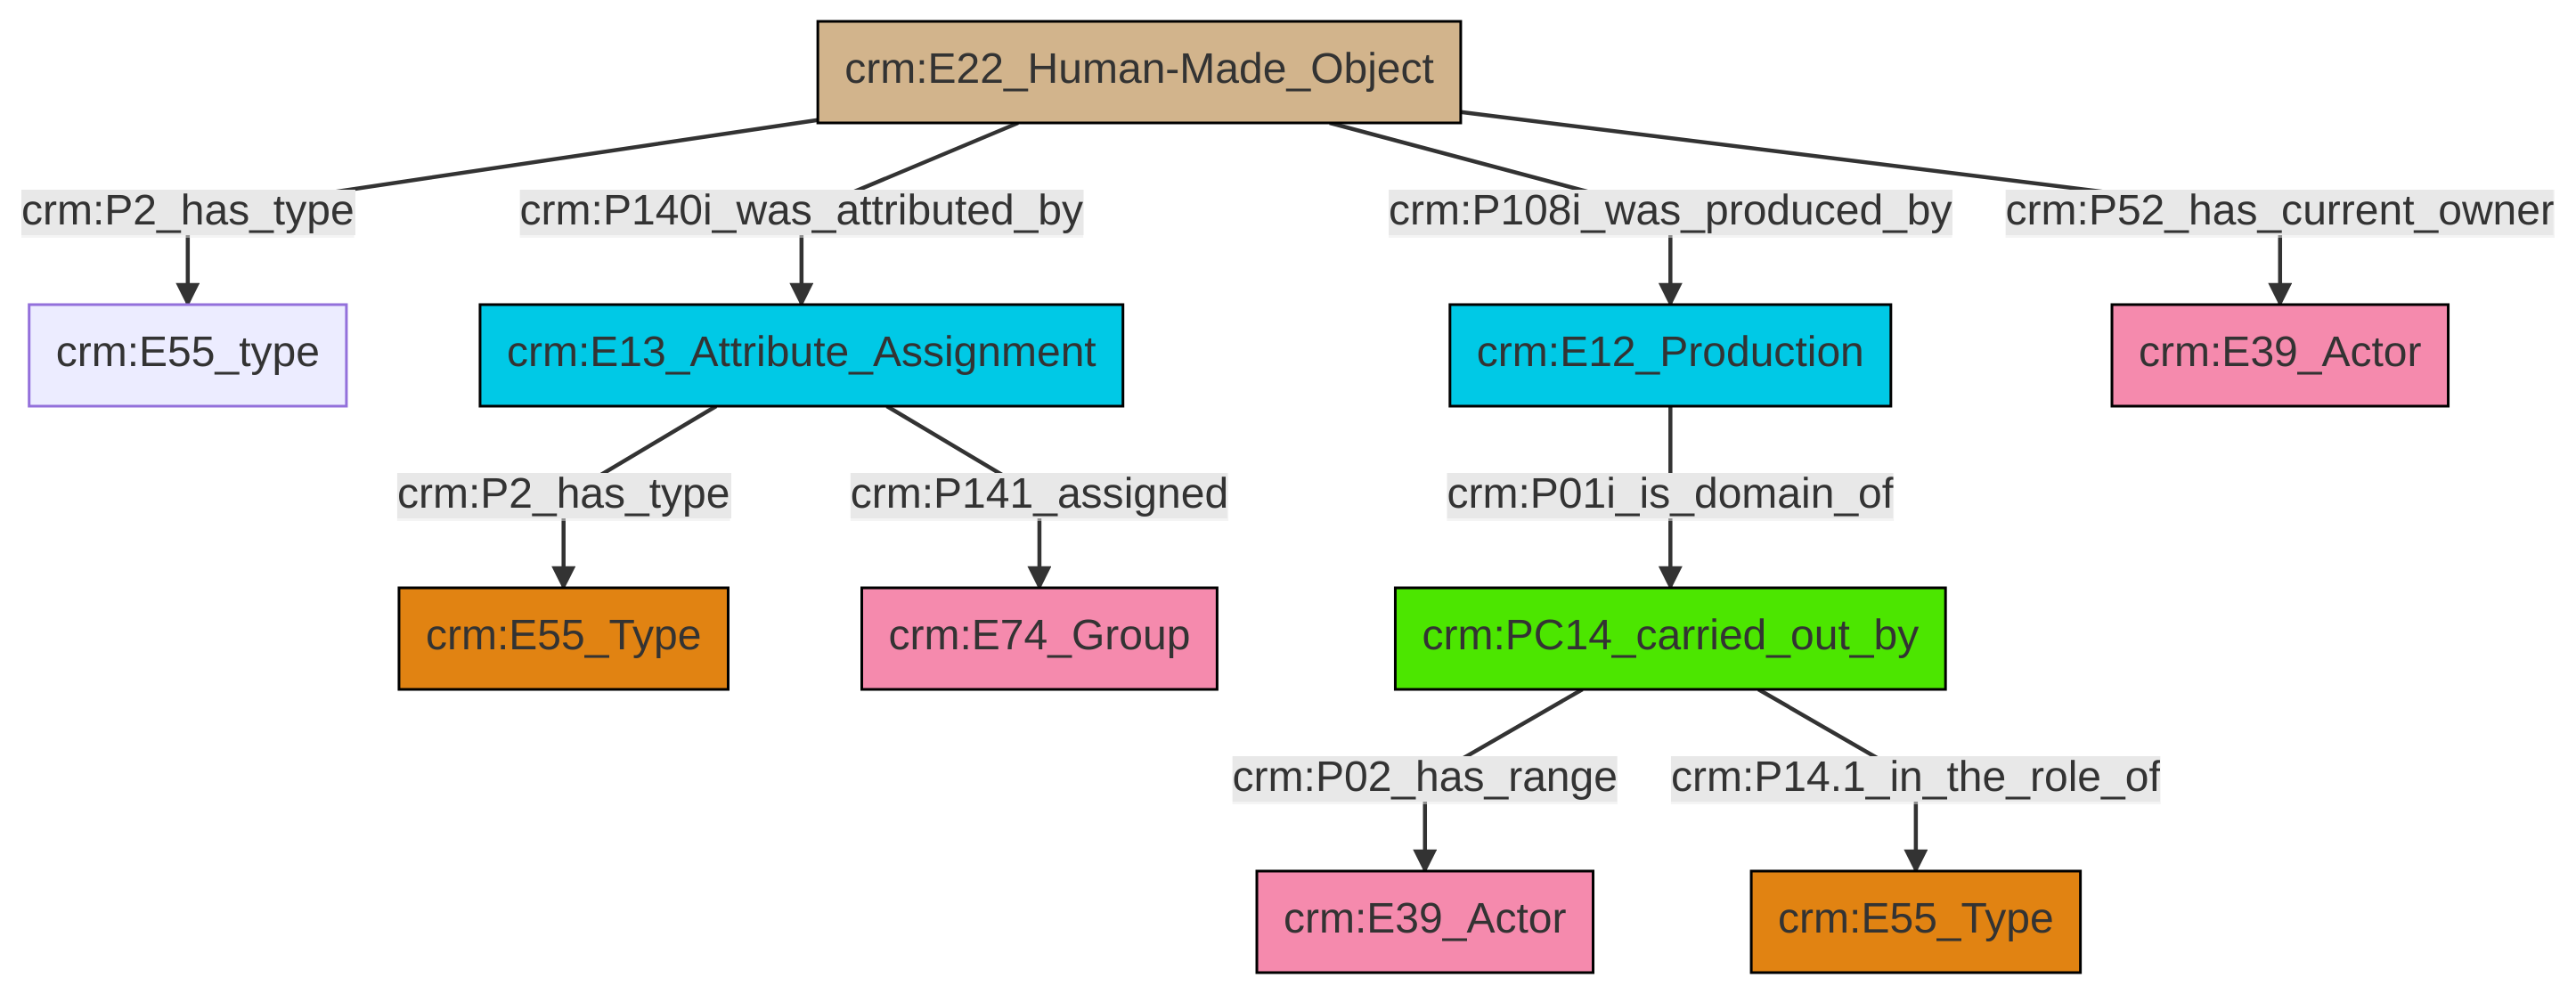 crm:E22_Human-Made_Object
crm:P2_has_type
crm:P140i_was_attributed_by
crm:P108i_was_produced_by
crm:P52_has_current_owner
crm:E55_type
crm:E13_Attribute_Assignment
crm:E12_Production
crm:E39_Actor
crm:P2_has_type
crm:P141_assigned
crm:P01i_is_domain_of
crm:E55_Type
crm:E74_Group
crm:PC14_carried_out_by
crm:P02_has_range
crm:P14.1_in_the_role_of
crm:E39_Actor
crm:E55_Type